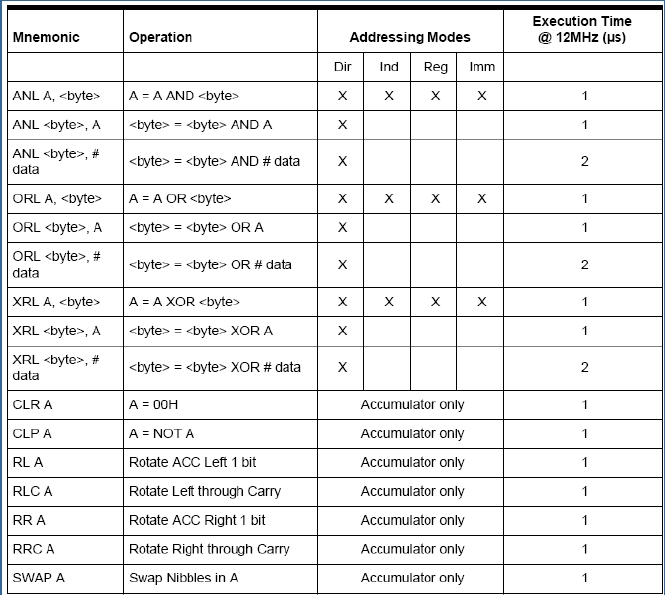 Mnemonic Operation Addressing Modes Execution Time
@ 12MHz (µs)
Dir Ind Reg Imm
ANL A, <byte> A = A AND <byte> X X X X 1
ANL <byte>, A <byte> = <byte> AND A X 1
ANL <byte>, #
data <byte> = <byte> AND # data X 2
ORL A, <byte> A = A OR <byte> X X X X 1
ORL <byte>, A <byte> = <byte> OR A X 1
ORL <byte>, #
data <byte> = <byte> OR # data X 2
XRL A, <byte> A = A XOR <byte> X X X X 1
XRL <byte>, A <byte> = <byte> XOR A X 1
XRL <byte>, #
data <byte> = <byte> XOR # data X 2
CLR A A = 00H Accumulator only 1
CLP A A = NOT A Accumulator only 1
RL A Rotate ACC Left 1 bit Accumulator only 1
RLC A Rotate Left through Carry Accumulator only 1
RR A Rotate ACC Right 1 bit Accumulator only 1
RRC A Rotate Right through Carry Accumulator only 1
SWAP A Swap Nibbles in A Accumulator only 1